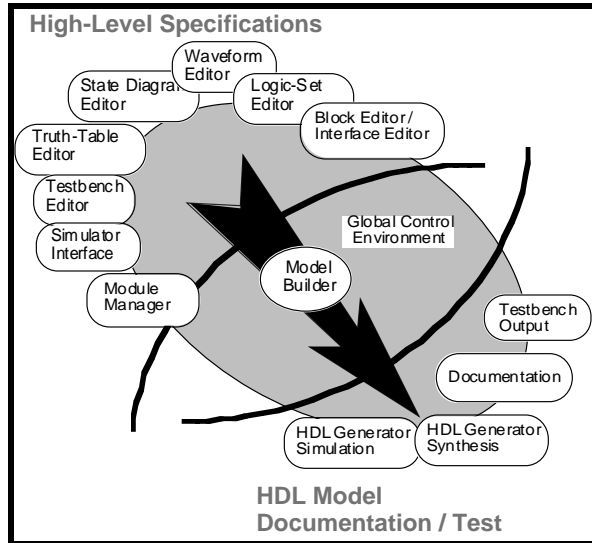 High-Level Specifications
Waveform
Editor
State Diagram
Editor
Logic-Set
Editor
Block Editor /
Interface Editor
Truth-Table
Editor
Testbench
Editor
Simulator
Interface
Module
Manager
Global Control
Environment
Model
Builder
Testbench
Output
Documentation
HDL Generator
Simulation
HDL Generator
Synthesis
HDL Model
Documentation / Test